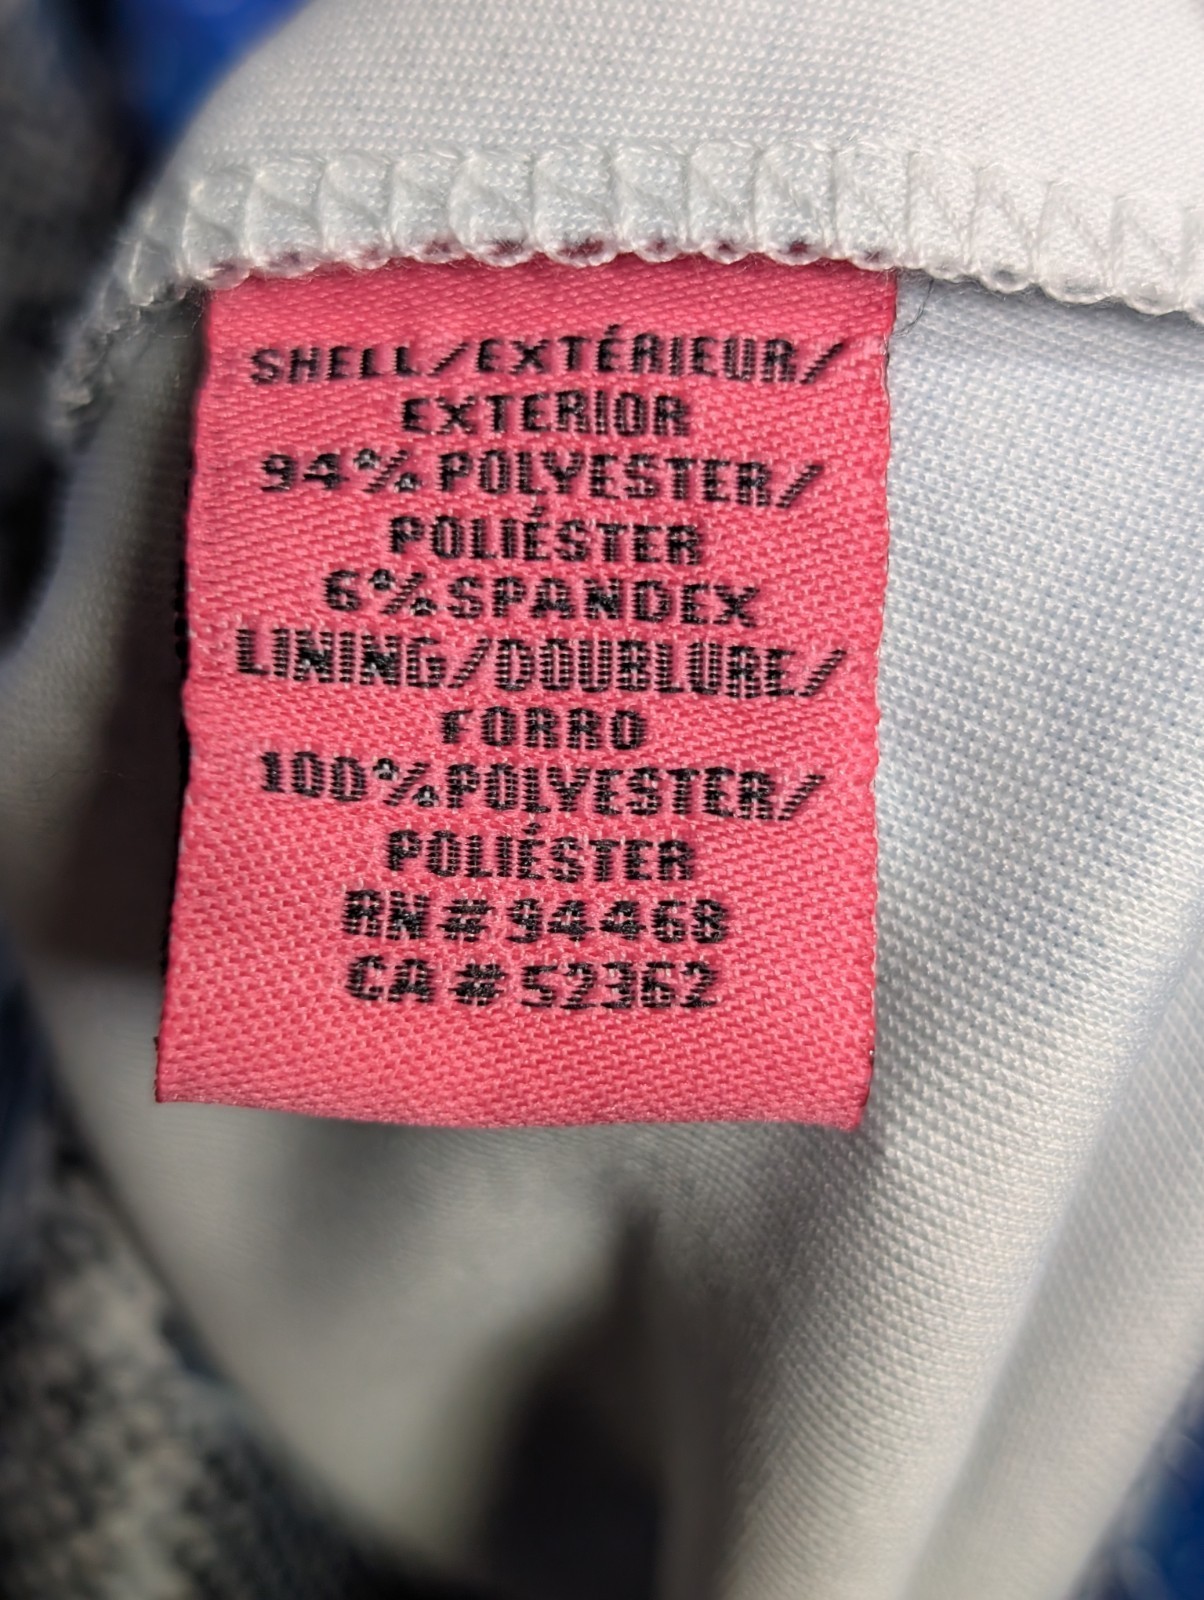 SHELL/EXTÉRIEUR/
EXTERIOR
94% POLYESTER/
POLIÉSTER
6% SPANDEX
LINING/DOUBLURE/
FORRO
100% POLYESTER/
POLIÉSTER
RN # 94468
CA # 52362